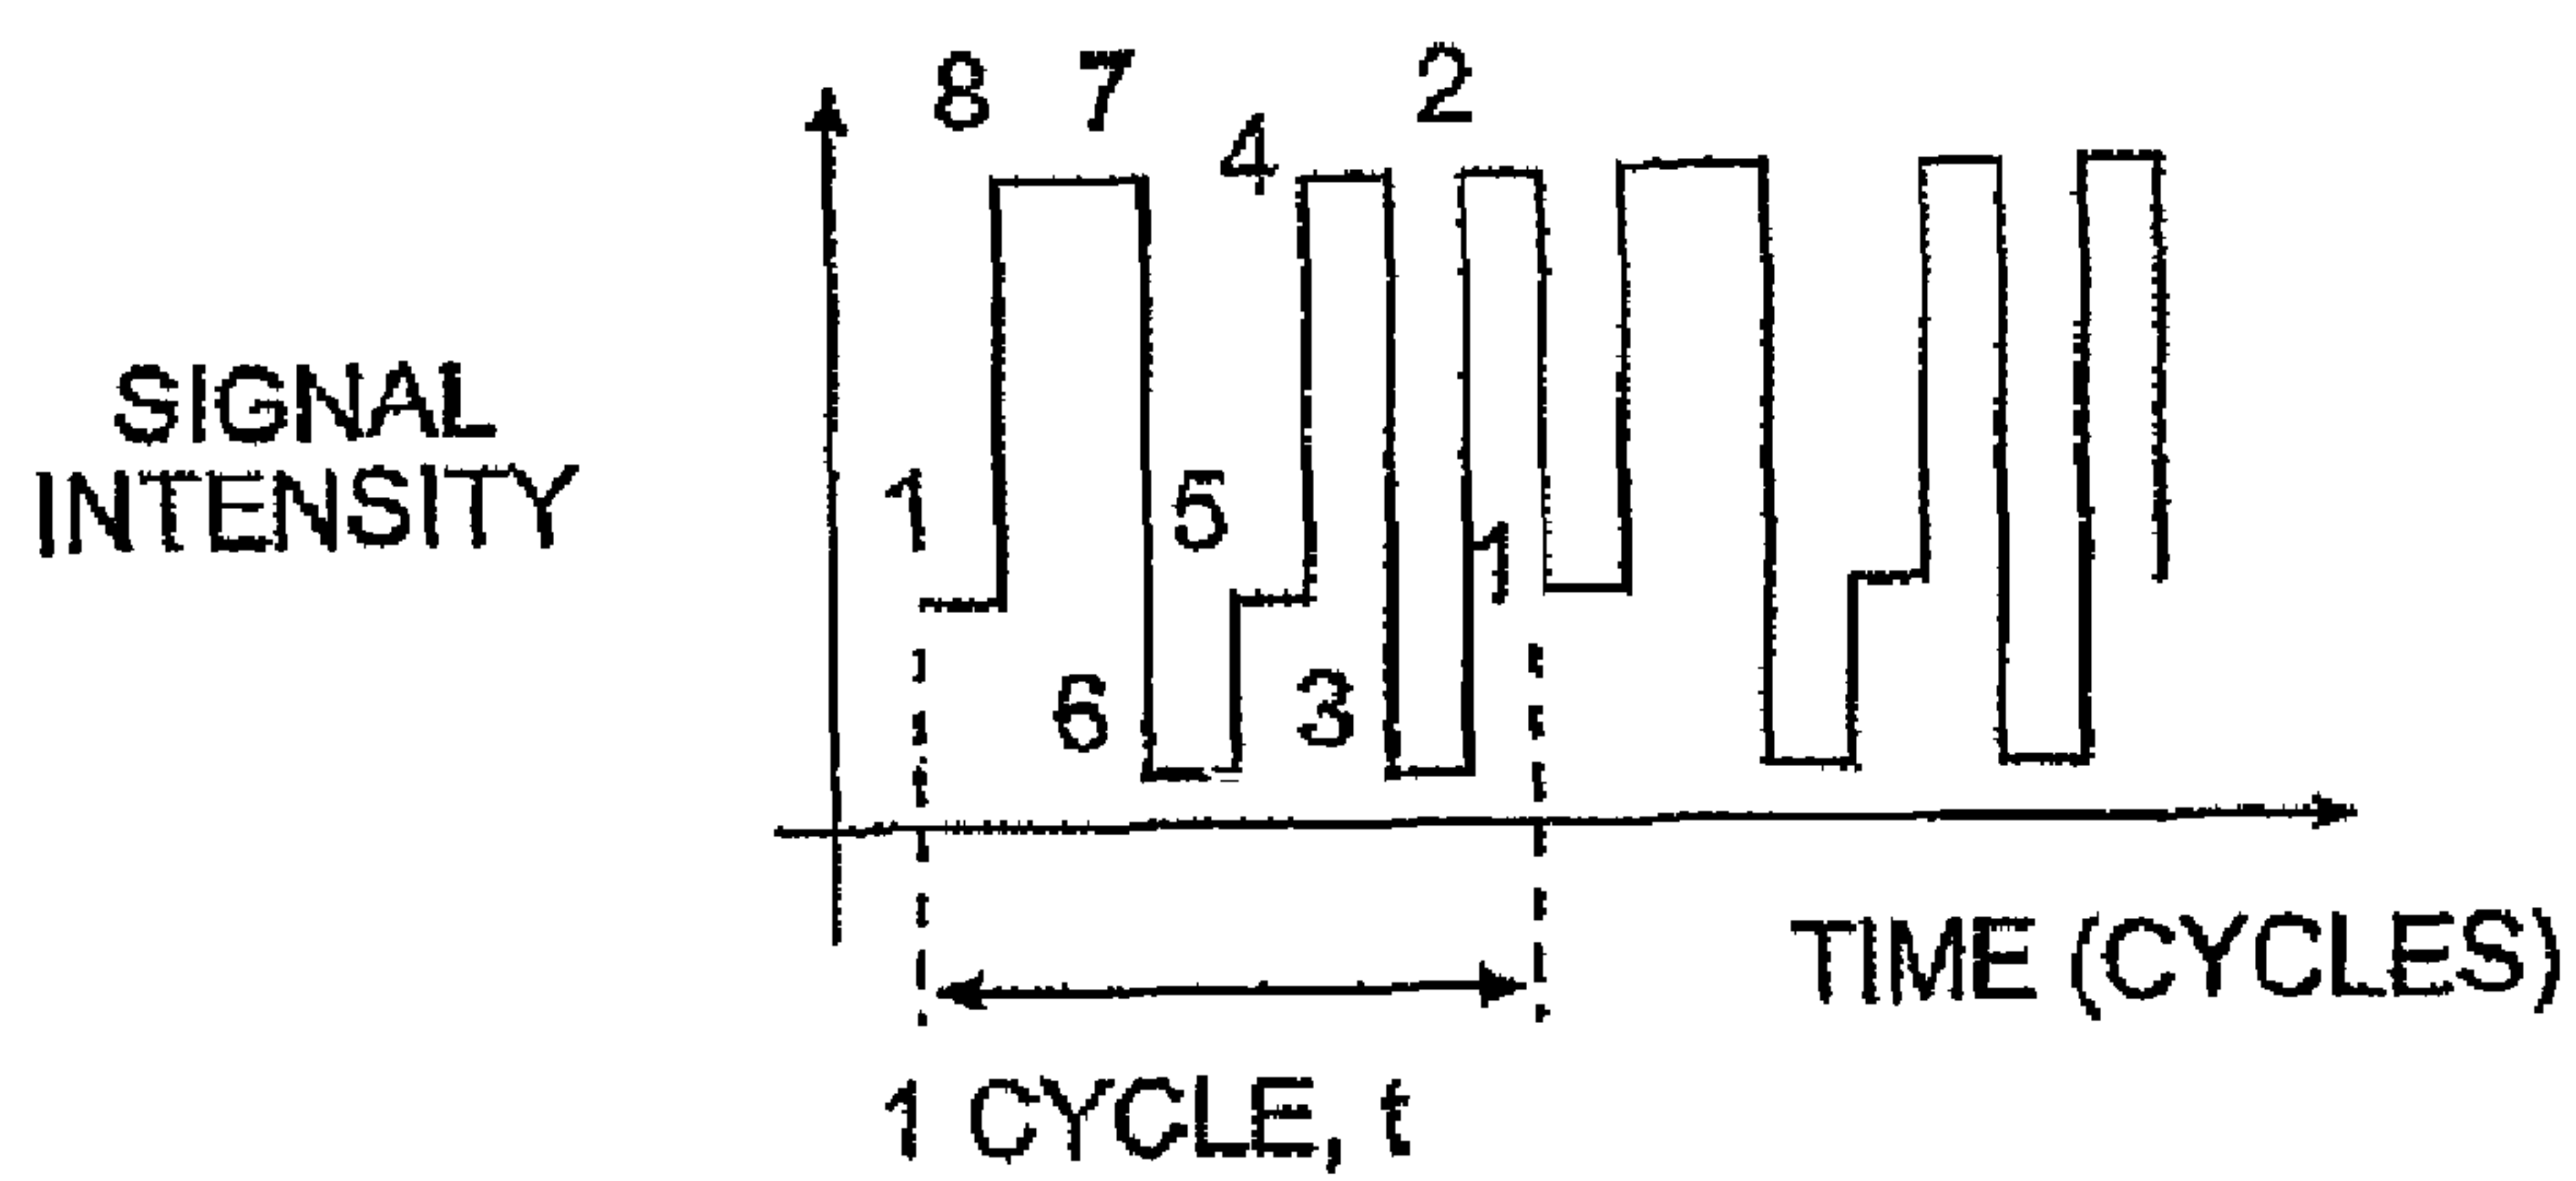 8 7 2
4
SIGNAL
INTENSITY
1 5 1
6 3
TIME (CYCLES)
1 CYCLE, t